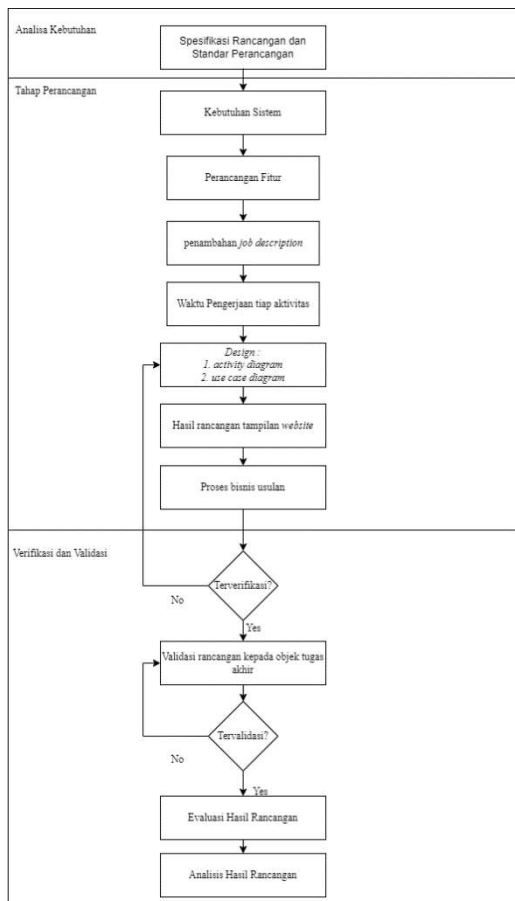 Analisa Kebutuhan
Spesifikasi Rancangan dan
Standar Perancangan
Tahap Perancangan
Kebutuhan Sistem
Perancangan Fitur
penambahan job description
Waktu Pengerjaan tiap aktivitas
Design :
1. activity diagram
2. use case diagram
Hasil rancangan tampilan website
Proses bisnis usulan
Verifikasi dan Validasi
Terverifikasi?
No
Yes
Validasi rancangan kepada objek tugas
akhir
Tervalidasi?
No
Yes
Evaluasi Hasil Rancangan
Analisis Hasil Rancangan